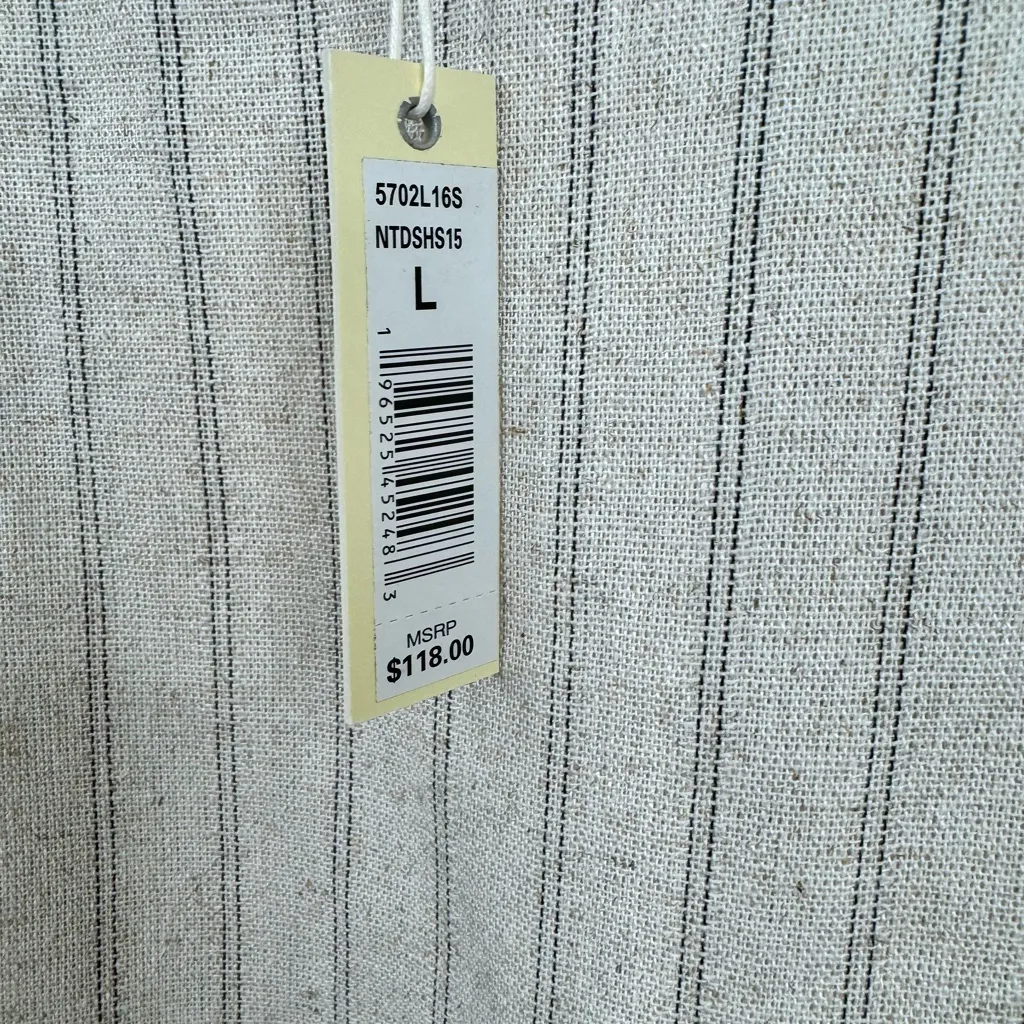 5702L16S
NTDSHS15
L
1 96525 45248 3
MSRP
$118.00